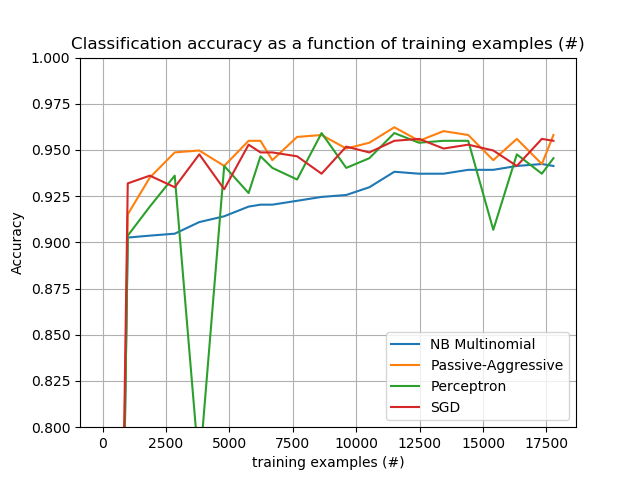 Classification accuracy as a function of training examples (#)
1.000
0.975
0.950
0.925
0.900
0.875
0.850
0.825
0.800
Accuracy
NB Multinomial
Passive-Aggressive
Perceptron
SGD
0 2500 5000 7500 10000 12500 15000 17500
training examples (#)